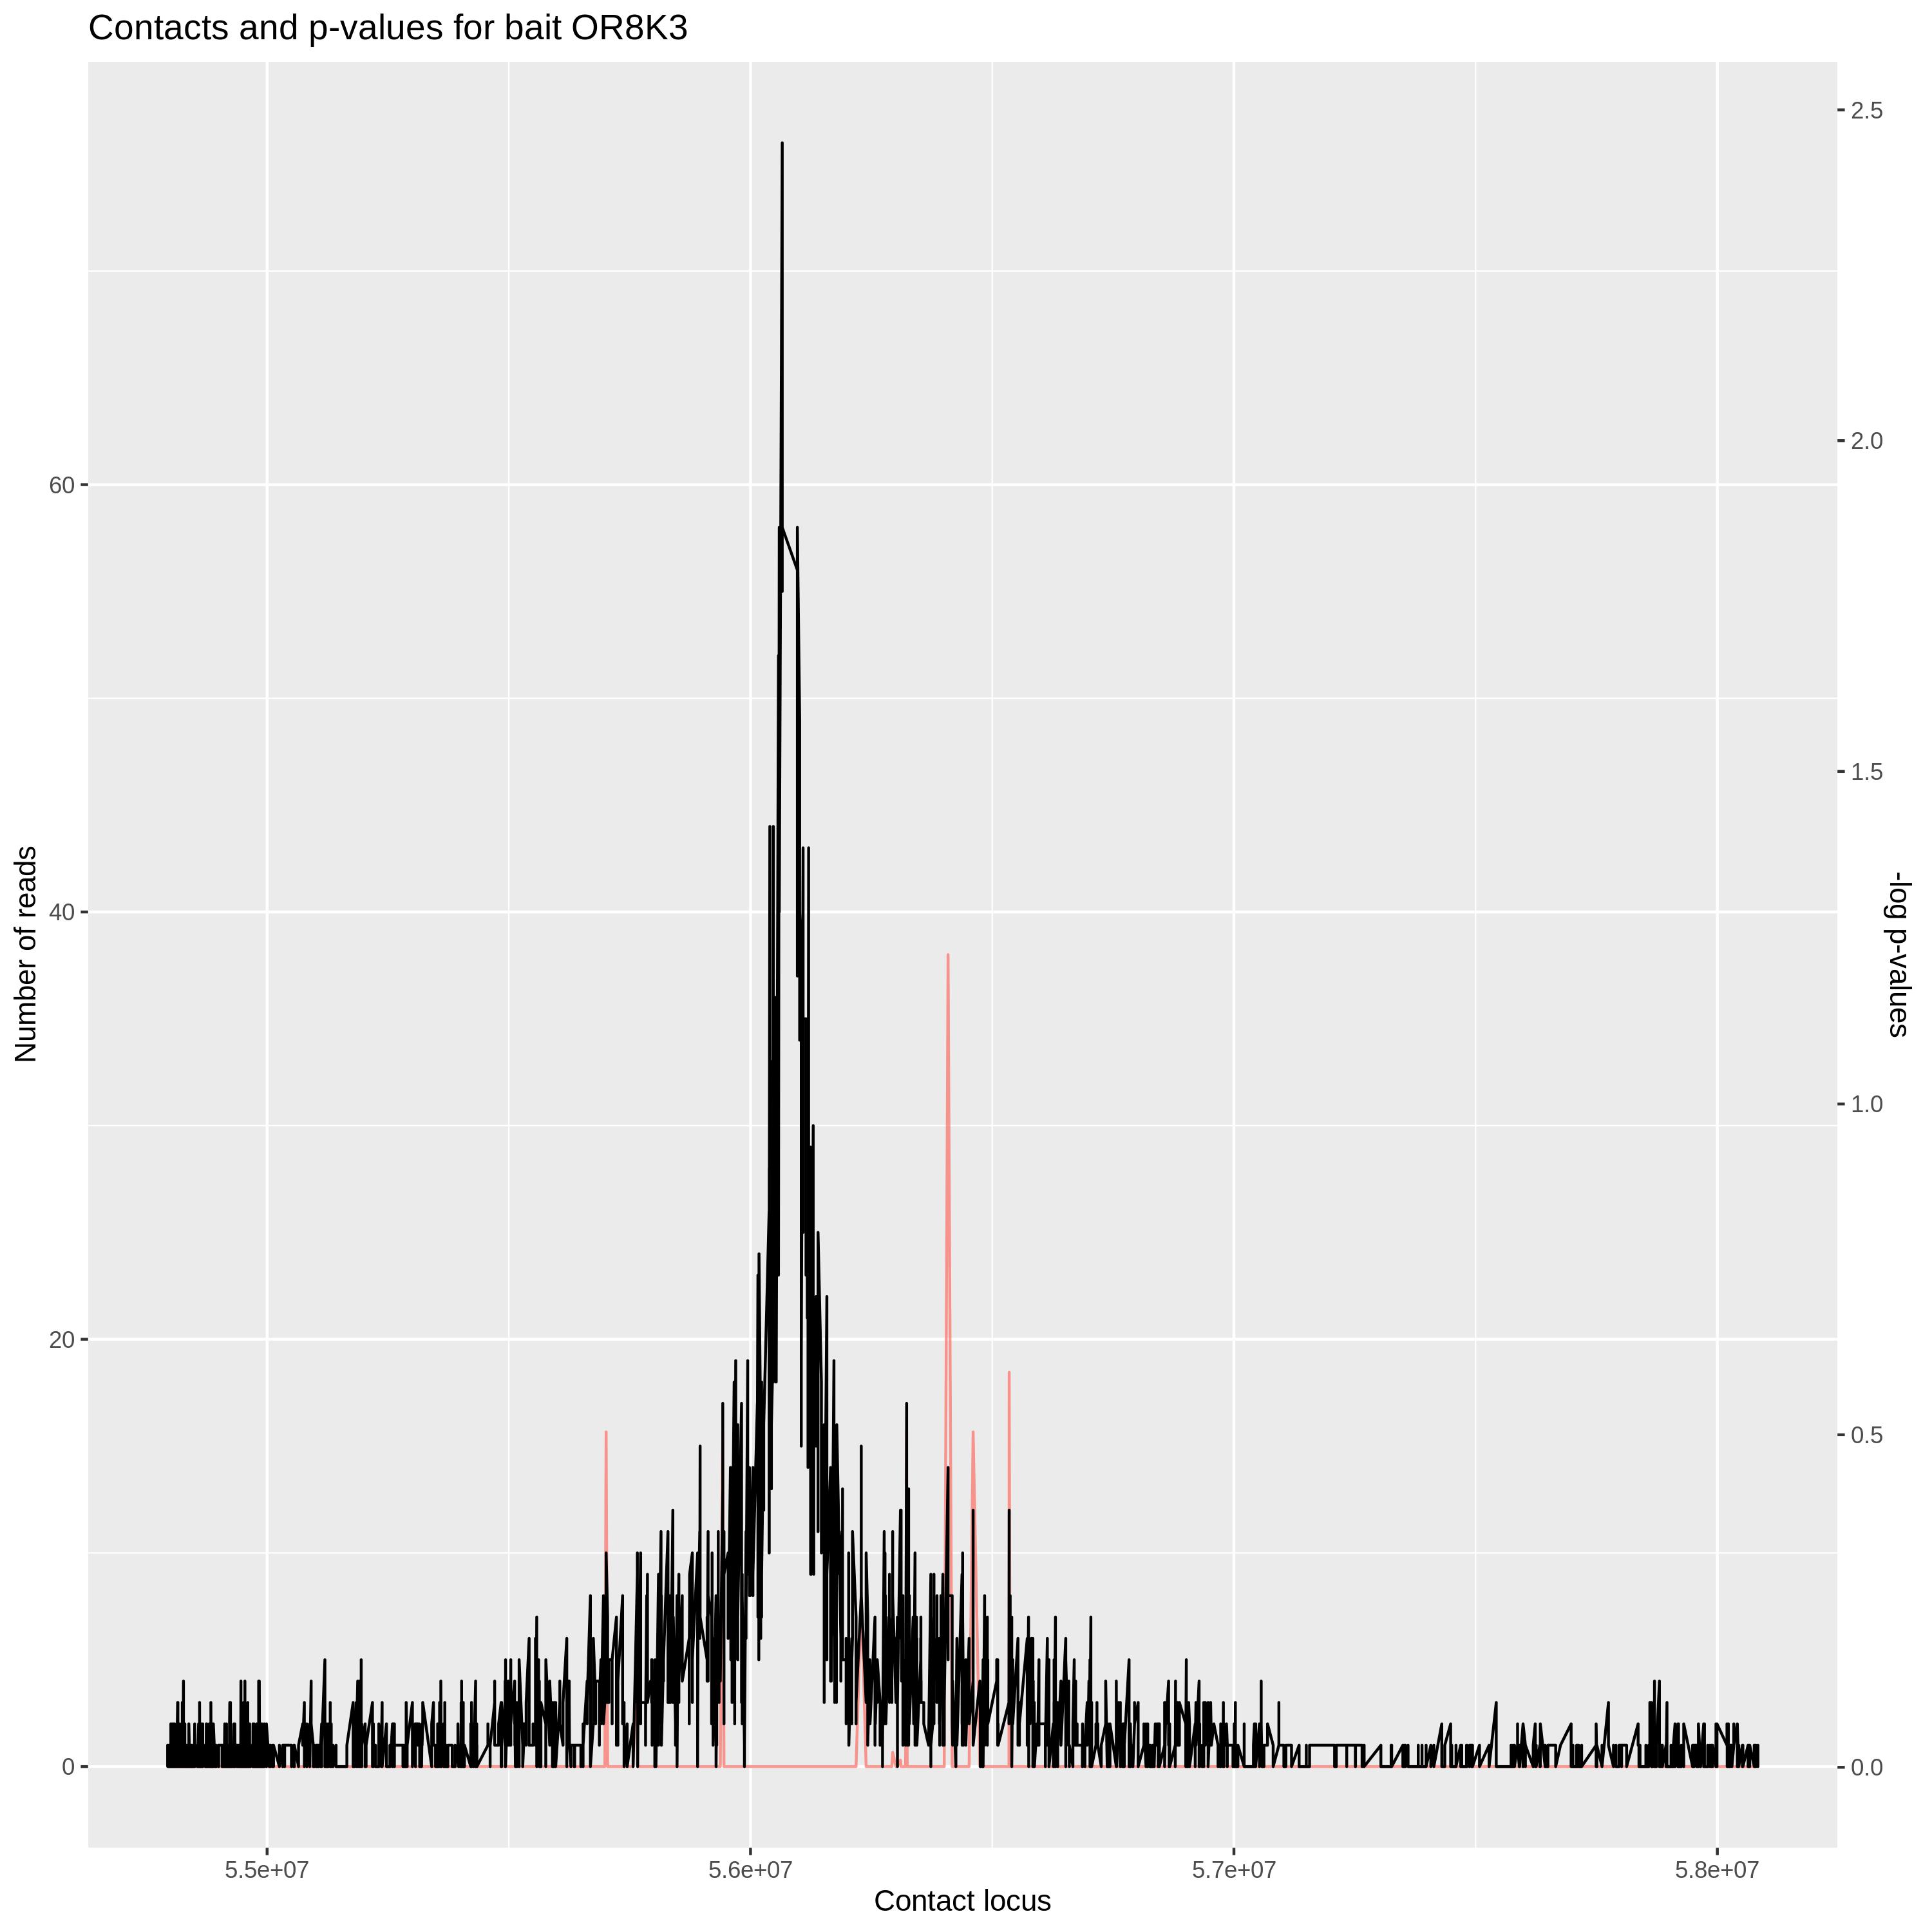 Contacts and p-values for bait OR8K3
Number of reads
60
40
20
0
2.5
2.0
1.5
1.0
0.5
0.0
-log p-values
5.5e+07
5.6e+07
5.7e+07
5.8e+07
Contact locus